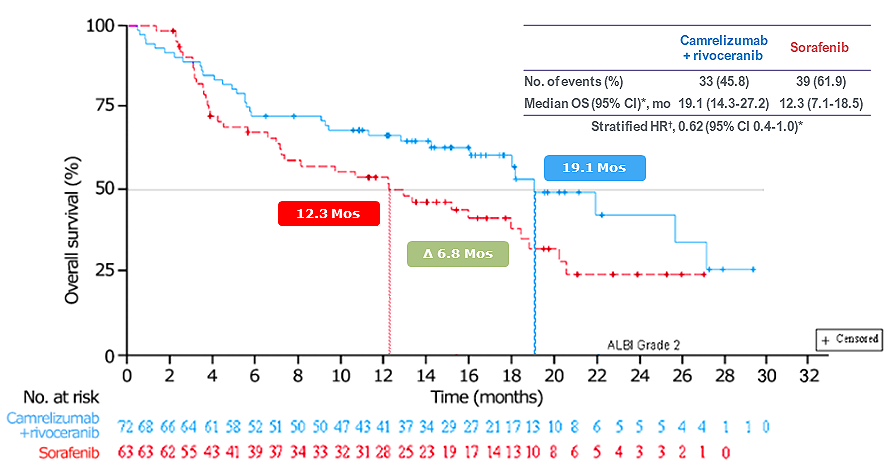 Camrelizumab + rivoceranib Sorafenib
No. of events (%) 33 (45.8) 39 (61.9)
Median OS (95% CI)*, mo 19.1 (14.3-27.2) 12.3 (7.1-18.5)
Stratified HR†, 0.62 (95% CI 0.4-1.0)*
Overall survival (%)
100
75
50
25
0
19.1 Mos
12.3 Mos
Δ 6.8 Mos
ALBI Grade 2
+ Censored
0 2 4 6 8 10 12 14 16 18 20 22 24 26 28 30 32
Time (months)
No. at risk
Camrelizumab +rivoceranib 72 68 66 64 61 58 52 51 50 50 47 43 41 37 34 29 27 21 17 13 10 8 6 5 5 5 4 4 1 1 0
Sorafenib 63 63 62 55 43 41 39 37 34 33 32 31 28 25 23 19 17 14 13 10 8 6 5 4 3 3 2 1 0